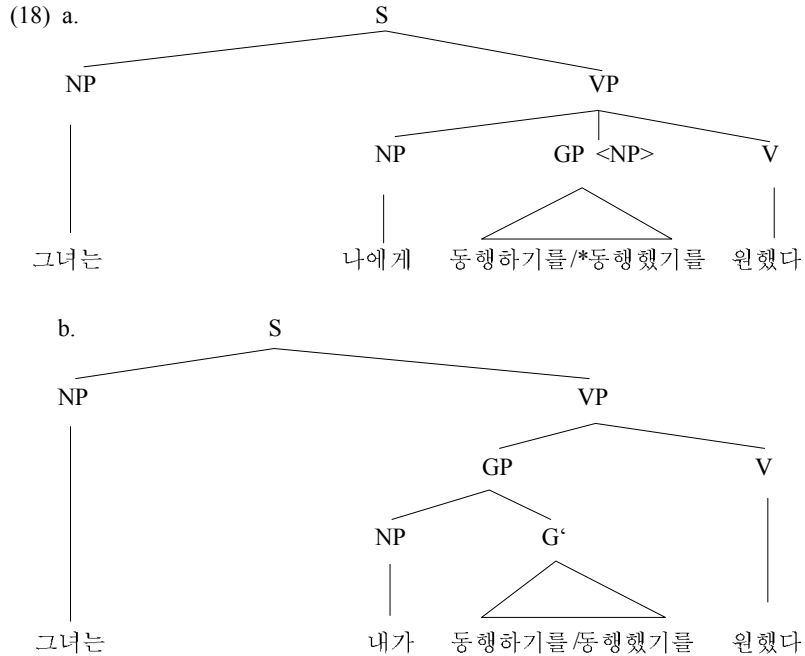 (18) a. S
NP VP
NP GP <NP> V
그녀는 나에게 동행하기를/*동행했기를 원했다
b. S
NP VP
GP V
NP G‘
그녀는 내가 동행하기를/동행했기를 원했다